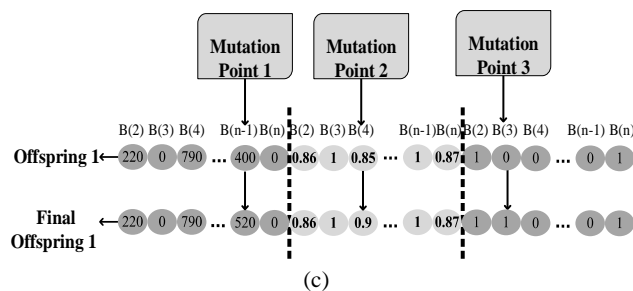 Mutation Point 1
Mutation Point 2
Mutation Point 3
B(2) B(3) B(4) B(n-1) B(n) B(2) B(3) B(4) B(n-1) B(n) B(2) B(3) B(4) B(n-1) B(n)
Offspring 1 220 0 790 ... 400 0 0.86 1 0.85 ... 1 0.87 1 0 0 ... 0 1
Final Offspring 1 220 0 790 ... 520 0 0.86 1 0.9 ... 1 0.87 1 1 0 ... 0 1
(c)